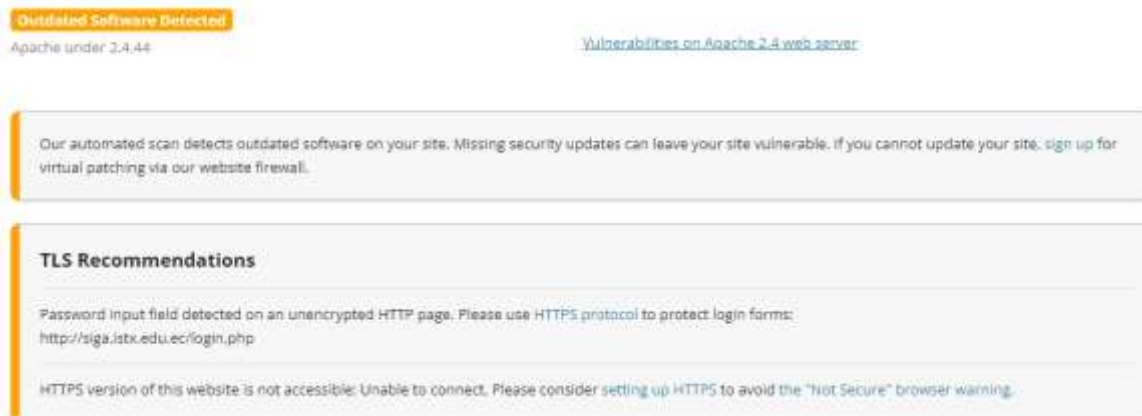 Outdated Software Detected
Apache under 2.4.44
Vulnerabilities on Apache 2.4 web server
Our automated scan detects outdated software on your site. Missing security updates can leave your site vulnerable. If you cannot update your site, sign up for
virtual patching via our website firewall.
TLS Recommendations
Password input field detected on an unencrypted HTTP page. Please use HTTPS protocol to protect login forms:
http://siga.istx.edu.ec/login.php
HTTPS version of this website is not accessible: Unable to connect. Please consider setting up HTTPS to avoid the "Not Secure" browser warning.